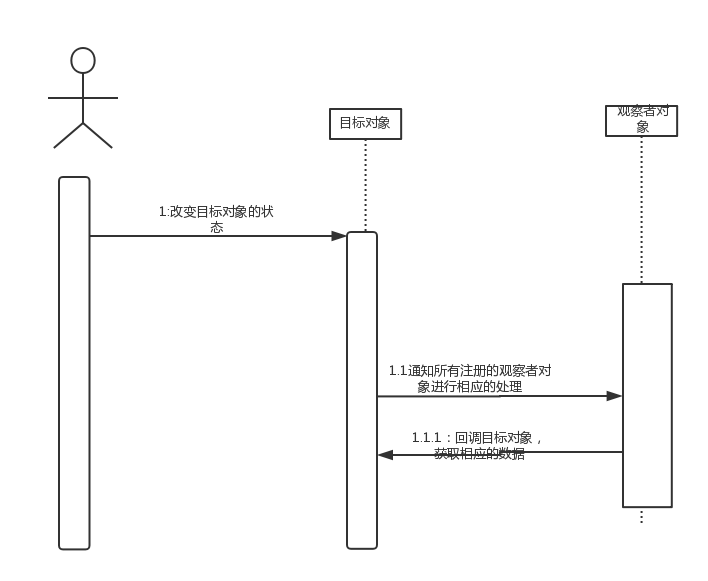 目标对象
观察者对
象
1:改变目标对象的状
态
1.1通知所有注册的观察者对
象进行相应的处理
1.1.1：回调目标对象，
获取相应的数据